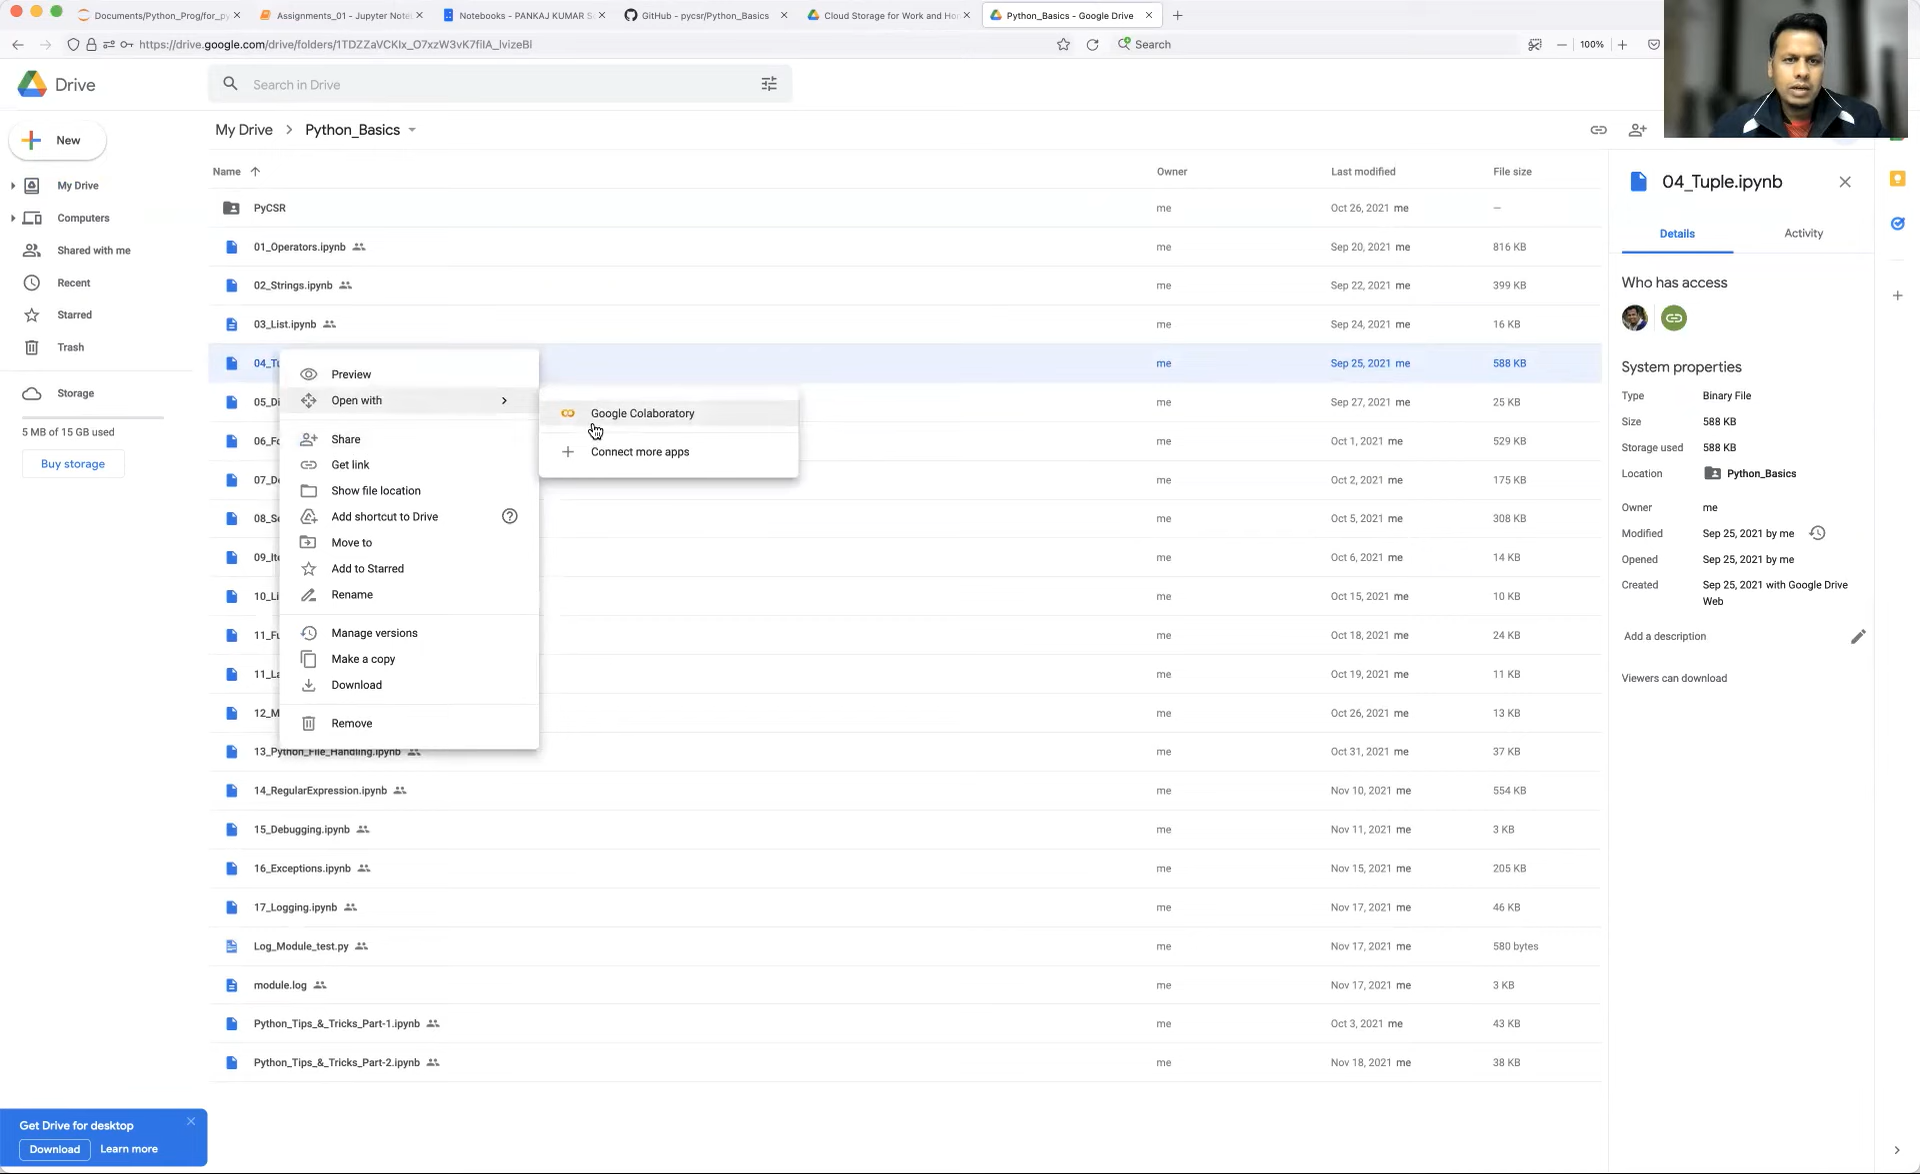 Documents/Python_Prog/for_py
Assignments_01 - Jupyter Note
Notebooks - PANKAJ KUMAR S
GitHub - pycsr/Python_Basics
Cloud Storage for Work and Ho
Python_Basics - Google Drive
https://drive.google.com/drive/folders/
100%
Search
Drive
Search in Drive
New
My Drive
Computers
Shared with me
Recent
Starred
Trash
Storage
5 MB of 15 GB used
Buy storage
My Drive > Python_Basics
Name Owner Last modified File size
PyCSR me Oct 26, 2021 me –
01_Operators.ipynb me Sep 20, 2021 me 816 KB
02_Strings.ipynb me Sep 22, 2021 me 399 KB
03_List.ipynb me Sep 24, 2021 me 16 KB
04_Tu me Sep 25, 2021 me 588 KB
05_Di me Sep 27, 2021 me 25 KB
06_Fo me Oct 1, 2021 me 529 KB
07_De me Oct 2, 2021 me 175 KB
08_Se me Oct 5, 2021 me 308 KB
09_Ite me Oct 6, 2021 me 14 KB
10_Li me Oct 15, 2021 me 10 KB
11_Fu me Oct 18, 2021 me 24 KB
11_La me Oct 19, 2021 me 11 KB
12_M me Oct 26, 2021 me 13 KB
13_Python_File_Handling.ipynb me Oct 31, 2021 me 37 KB
14_RegularExpression.ipynb me Nov 10, 2021 me 554 KB
15_Debugging.ipynb me Nov 11, 2021 me 3 KB
16_Exceptions.ipynb me Nov 15, 2021 me 205 KB
17_Logging.ipynb me Nov 17, 2021 me 46 KB
Log_Module_test.py me Nov 17, 2021 me 580 bytes
module.log me Nov 17, 2021 me 3 KB
Python_Tips_&_Tricks_Part-1.ipynb me Oct 3, 2021 me 43 KB
Python_Tips_&_Tricks_Part-2.ipynb me Nov 18, 2021 me 38 KB
Preview
Open with
Share
Get link
Show file location
Add shortcut to Drive
Move to
Add to Starred
Rename
Manage versions
Make a copy
Download
Remove
Google Colaboratory
Connect more apps
04_Tuple.ipynb
Details Activity
Who has access
System properties
Type Binary File
Size 588 KB
Storage used 588 KB
Location Python_Basics
Owner me
Modified Sep 25, 2021 by me
Opened Sep 25, 2021 by me
Created Sep 25, 2021 with Google Drive
Web
Add a description
Viewers can download
Get Drive for desktop
Download Learn more